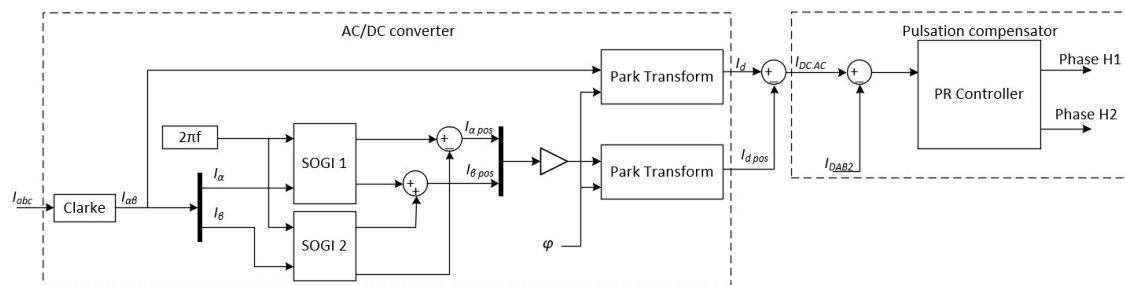 AC/DC converter
Pulsation compensator
Park Transform
I_d
+
−
I_DC AC
+
−
PR Controller
Phase H1
Phase H2
2πf
SOGI 1
+
−
I_α pos
I_β pos
+
+
Park Transform
I_d pos
I_DAB2
I_abc
Clarke
I_αβ
I_α
I_β
SOGI 2
φ